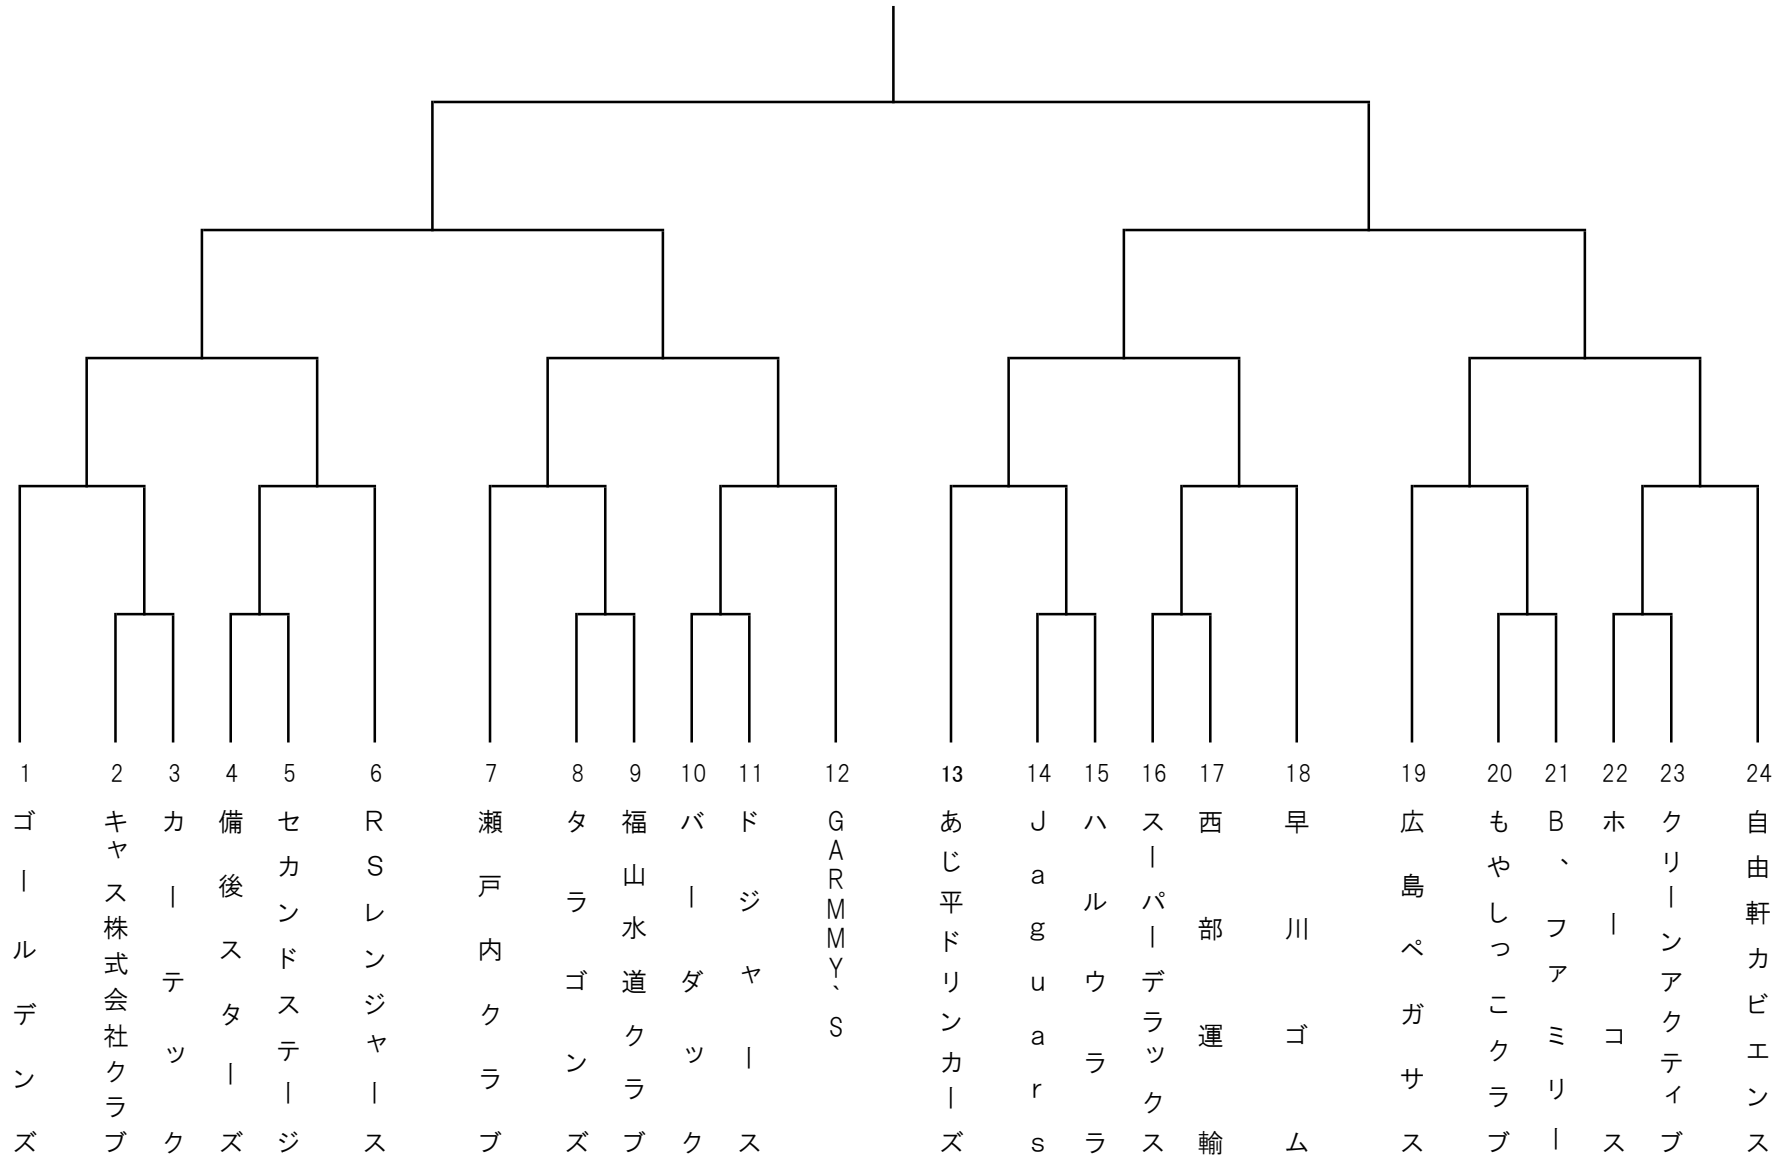 1 ゴールデンズ
2 キャス株式会社クラブ
3 カーテック
4 備後スターズ
5 セカンドステージ
6 RSレンジャース
7 瀬戸内クラブ
8 タラゴンズ
9 福山水道クラブ
10 バーダック
11 ドジャース
12 GARMMY、S
13 あじ平ドリンカーズ
14 Jaguars
15 ハルウララ
16 スーパーデラックス
17 西部運輸
18 早川ゴム
19 広島ペガサス
20 もやしっこクラブ
21 B、ファミリー
22 ホーコス
23 クリーンアクティブ
24 自由軒カビエンス